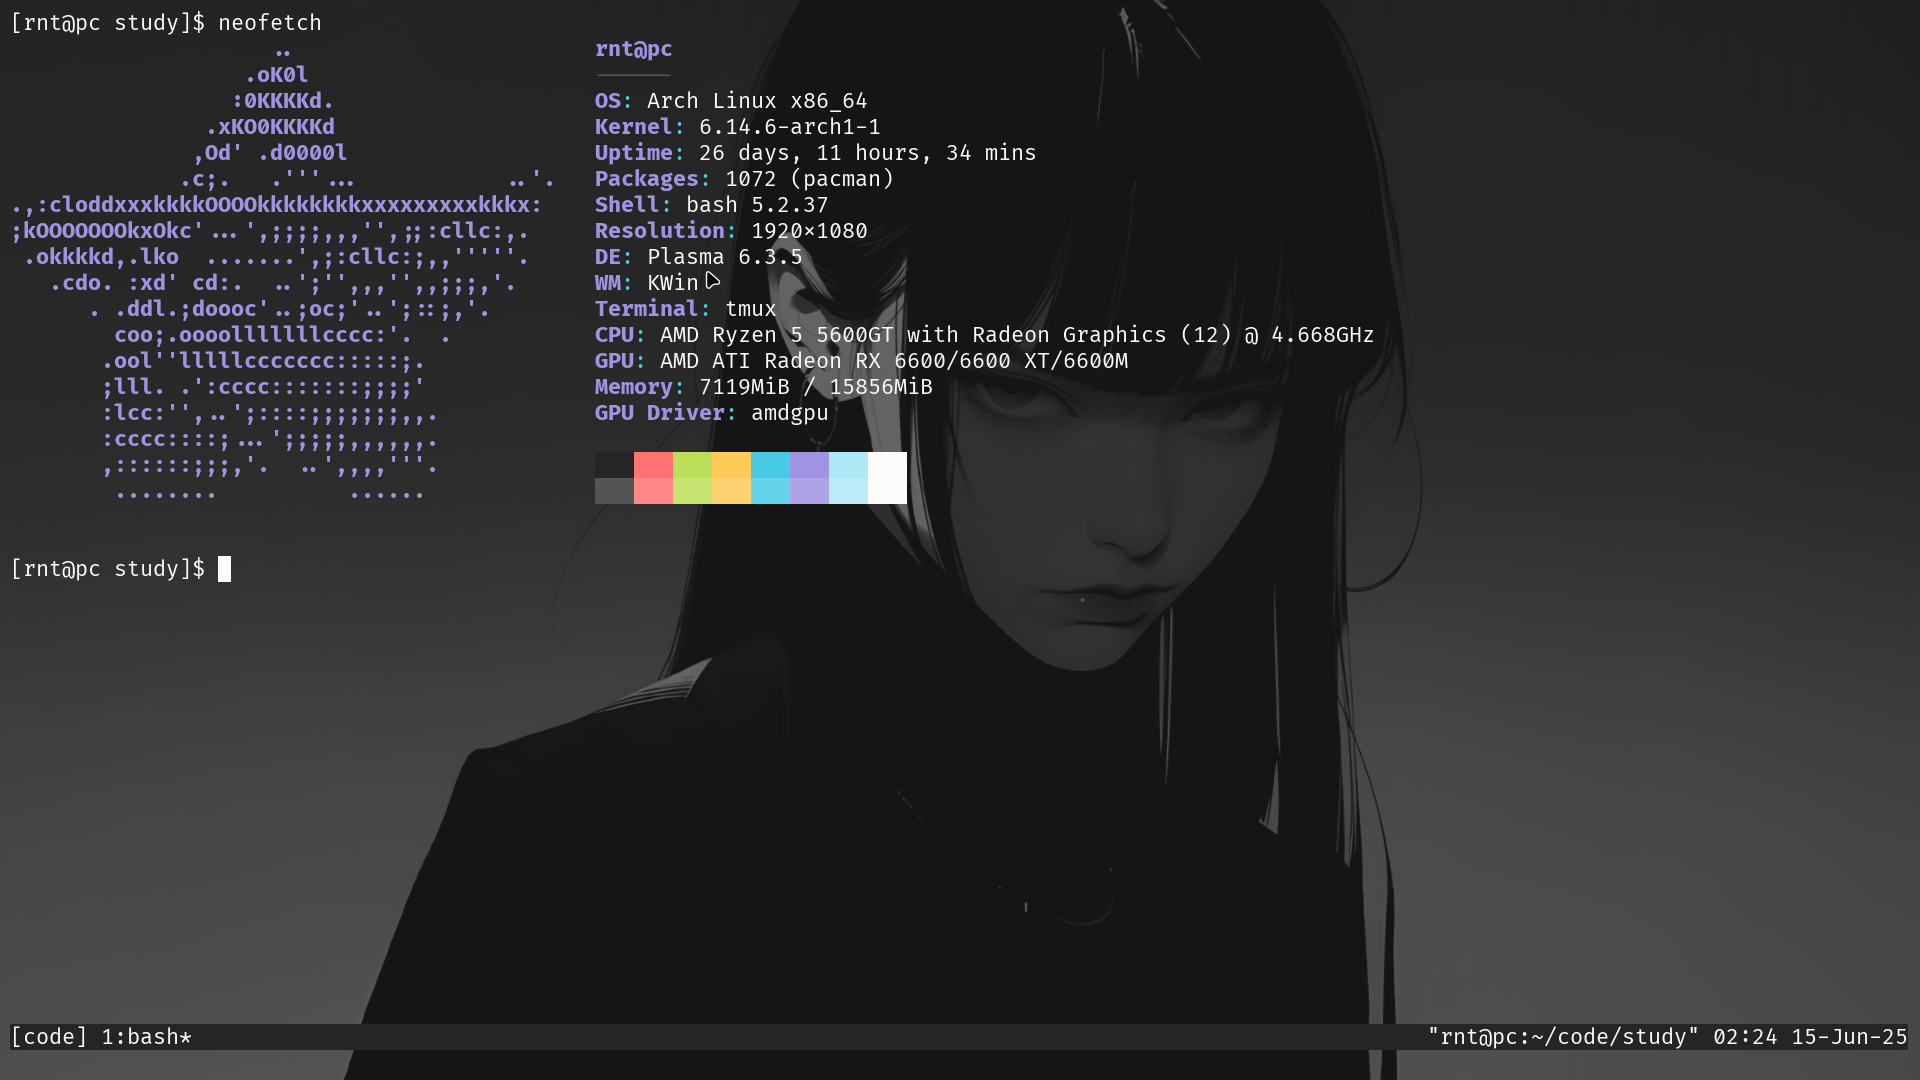 [rnt@pc study]$ neofetch
..
.oK0l
:0KKKKd.
.xKO0KKKKd
,Od' .d0000l
.c;. .'''... ..'.
.,:cloddxxxkkkkOOOOkkkkkkkkxxxxxxxxxkkkx:
;kOOOOOOOkxOkc'...',;;;;,,,'',;;:cllc:,.
.okkkkd,.lko .......',;:cllc:;,,'''''.
.cdo. :xd' cd:. ..';'',,,'',,;;;,'.
. .ddl.;doooc'..;oc;'..';::;,'.
coo;.oooolllllllcccc:'. .
.ool''lllllccccccc:::::;.
;lll. .':cccc:::::::;;;;'
:lcc:'',..';::::;;;;;;;,,.
:cccc::::;...';;;;;,,,,,,.
,::::::;;;,'. ..',,,,'''.
........ ......
rnt@pc
OS: Arch Linux x86_64
Kernel: 6.14.6-arch1-1
Uptime: 26 days, 11 hours, 34 mins
Packages: 1072 (pacman)
Shell: bash 5.2.37
Resolution: 1920×1080
DE: Plasma 6.3.5
WM: KWin
Terminal: tmux
CPU: AMD Ryzen 5 5600GT with Radeon Graphics (12) @ 4.668GHz
GPU: AMD ATI Radeon RX 6600/6600 XT/6600M
Memory: 7119MiB / 15856MiB
GPU Driver: amdgpu
[rnt@pc study]$
[code] 1:bash* "rnt@pc:~/code/study" 02:24 15-Jun-25